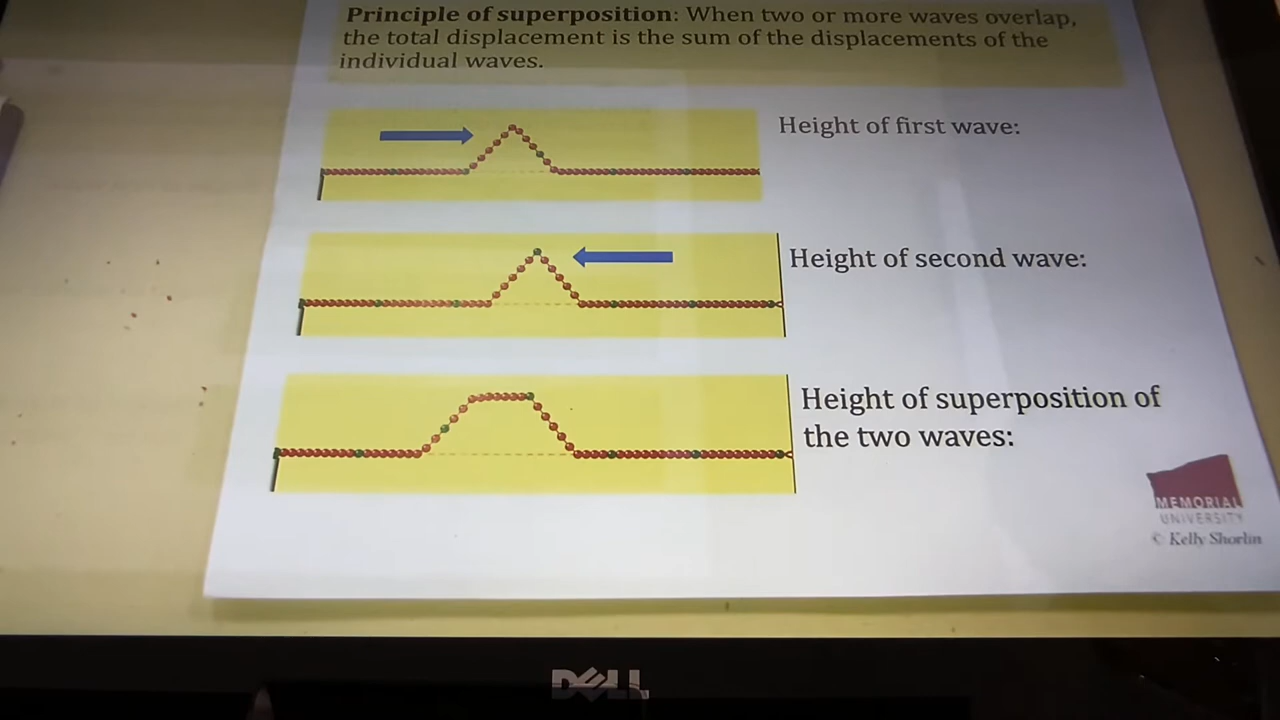 Principle of superposition: When two or more waves overlap,
the total displacement is the sum of the displacements of the
individual waves.
Height of first wave:
Height of second wave:
Height of superposition of
the two waves:
MEMORIAL
UNIVERSITY
© Kelly Shorlin
DELL